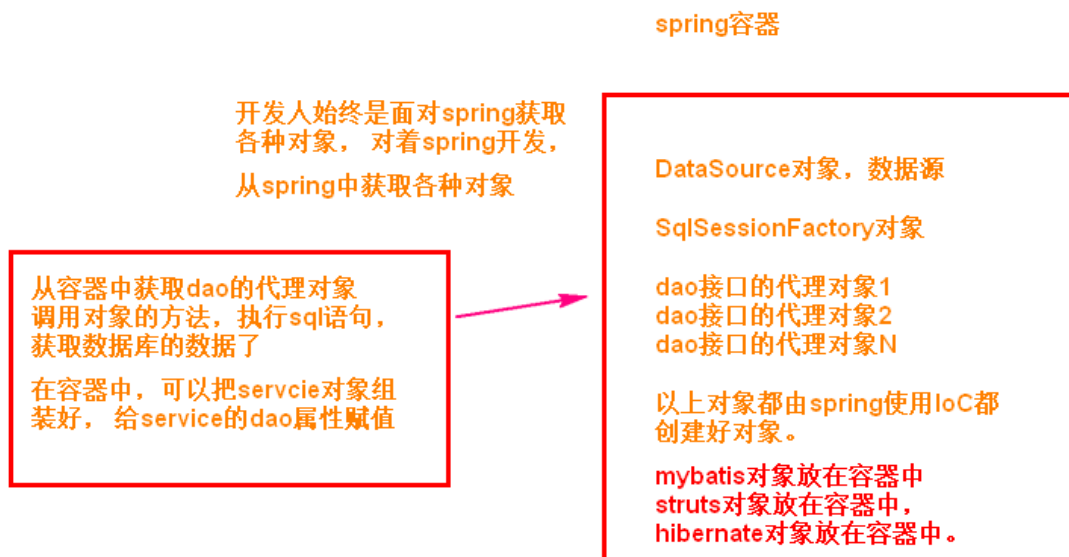 spring容器
开发人始终是面对spring获取
各种对象， 对着spring开发，
从spring中获取各种对象
从容器中获取dao的代理对象
调用对象的方法，执行sql语句，
获取数据库的数据了
在容器中，可以把servcie对象组
装好， 给service的dao属性赋值
DataSource对象，数据源
SqlSessionFactory对象
dao接口的代理对象1
dao接口的代理对象2
dao接口的代理对象N
以上对象都由spring使用IoC都
创建好对象。
mybatis对象放在容器中
struts对象放在容器中，
hibernate对象放在容器中。